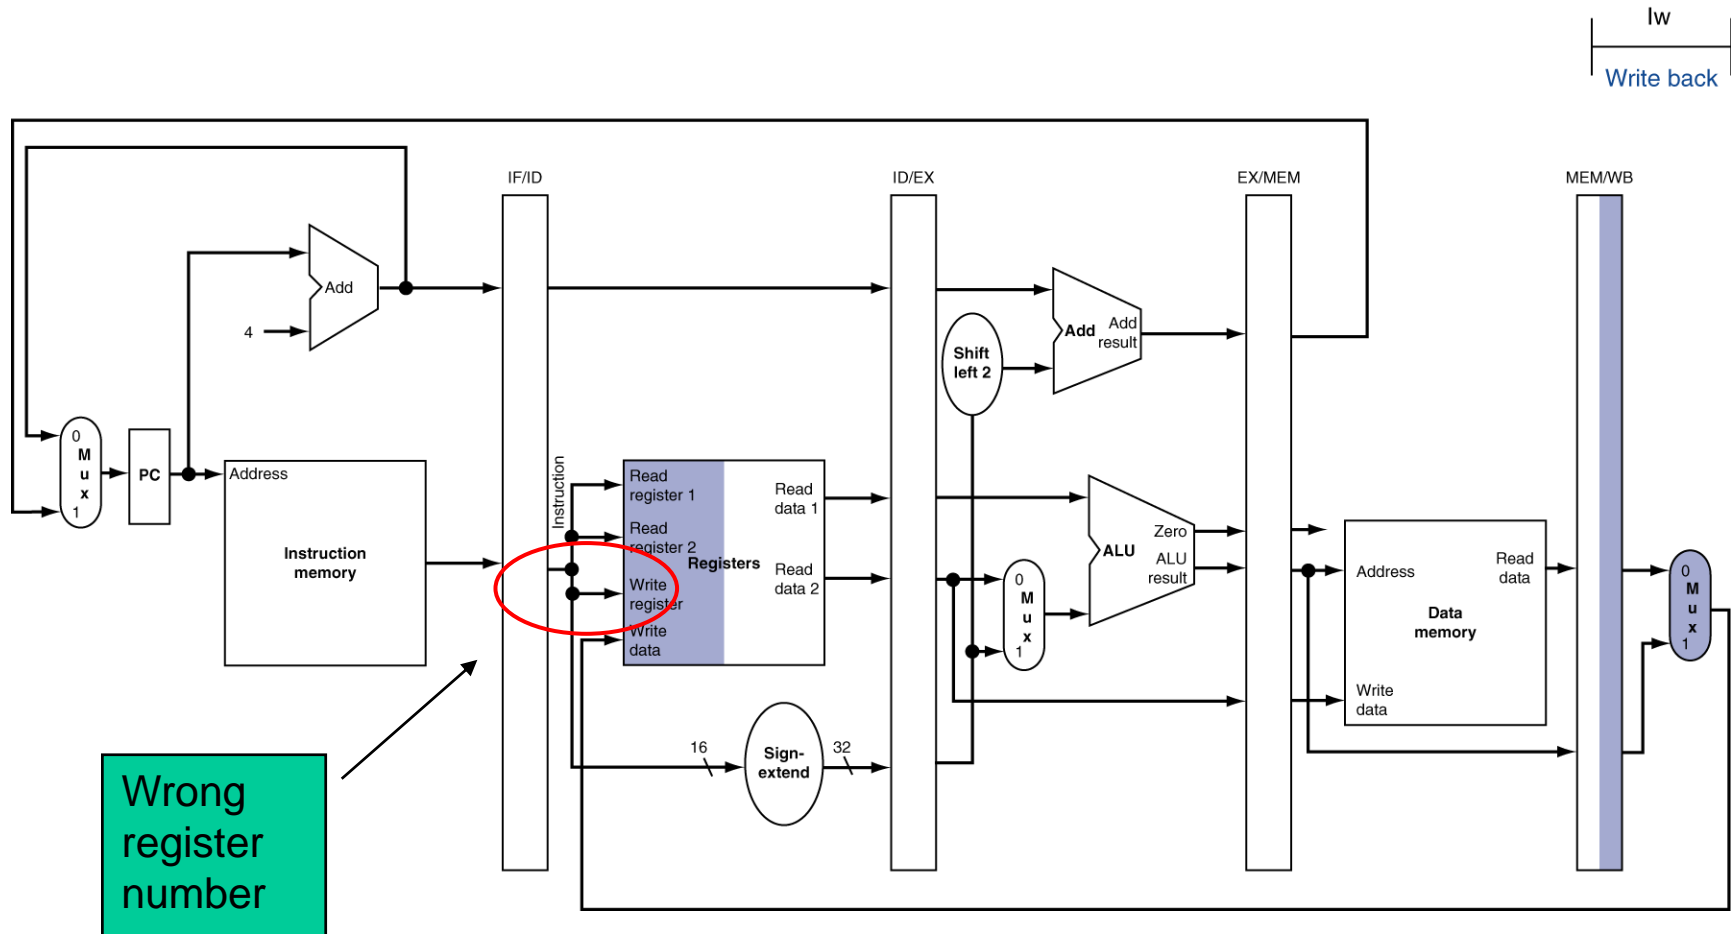 lw
Write back
IF/ID
ID/EX
EX/MEM
MEM/WB
Add
4
Shift
left 2
Add
Add
result
0
M
u
x
1
PC
Address
Instruction
memory
Instruction
Read
register 1
Read
register 2
Registers
Write
register
Write
data
Read
data 1
Read
data 2
0
M
u
x
1
Zero
ALU
ALU
result
Address
Read
data
Data
memory
Write
data
0
M
u
x
1
16
Sign-
extend
32
Wrong
register
number